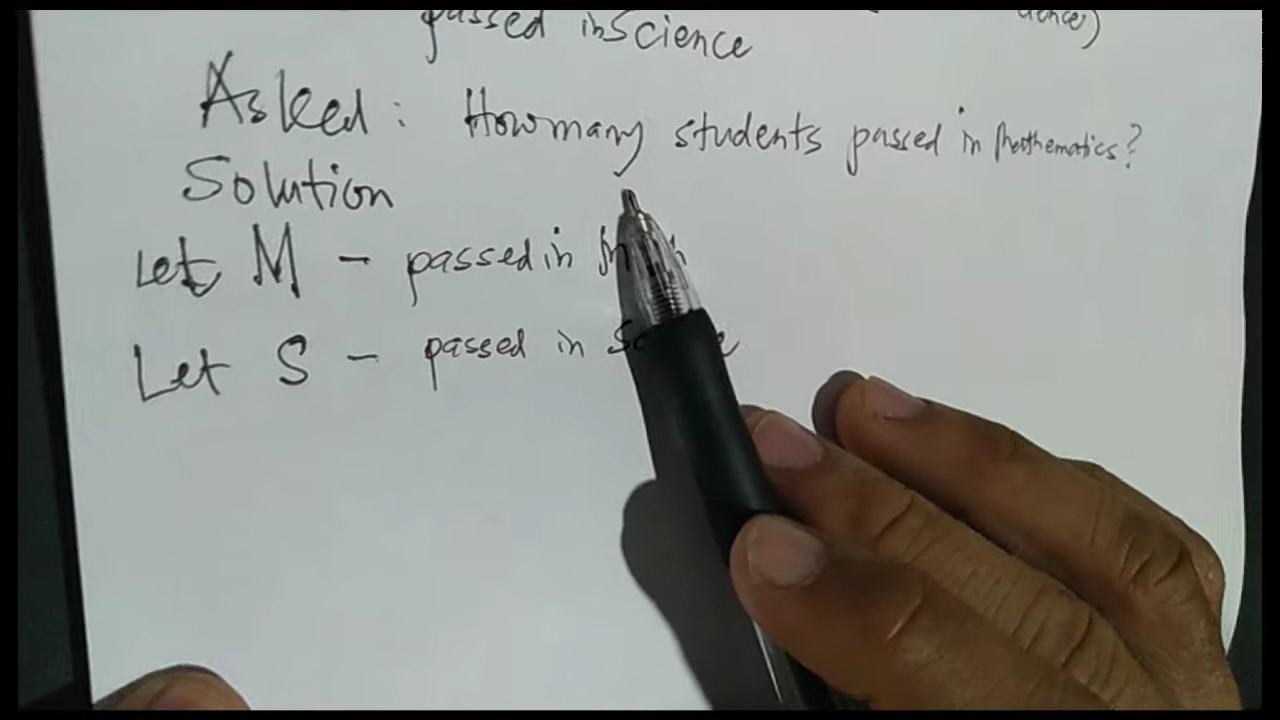 passed in Science
Asked: How many students passed in Mathematics?
Solution
Let M - passed in
Let S - passed in